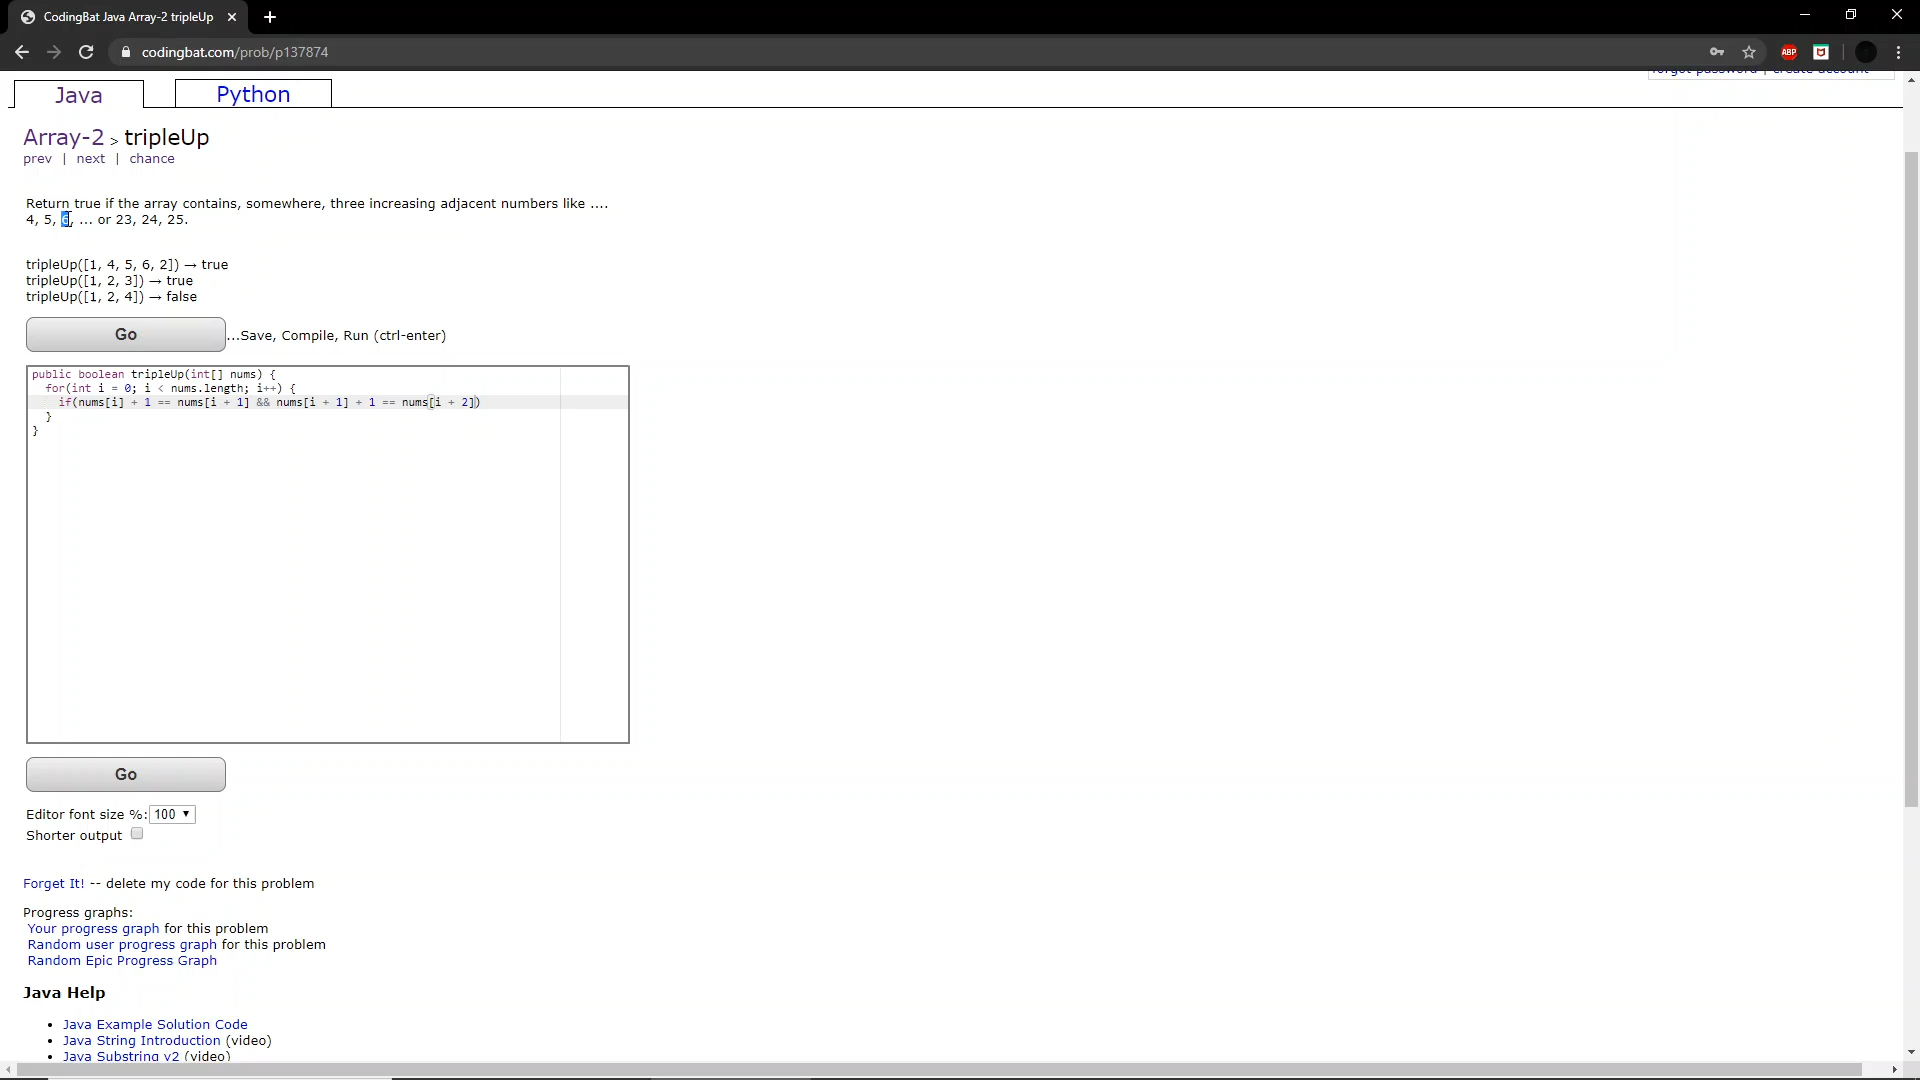 CodingBat Java Array-2 tripleUp
codingbat.com/prob/p137874
ABP
forgot password | create account
Java
Python
Array-2 > tripleUp
prev | next | chance
Return true if the array contains, somewhere, three increasing adjacent numbers like ....
4, 5, 6, ... or 23, 24, 25.
tripleUp([1, 4, 5, 6, 2]) → true
tripleUp([1, 2, 3]) → true
tripleUp([1, 2, 4]) → false
Go
...Save, Compile, Run (ctrl-enter)
public boolean tripleUp(int[] nums) {
for(int i = 0; i < nums.length; i++) {
if(nums[i] + 1 == nums[i + 1] && nums[i + 1] + 1 == nums[i + 2])
}
}
Go
Editor font size %: 100
Shorter output
Forget It! -- delete my code for this problem
Progress graphs:
Your progress graph for this problem
Random user progress graph for this problem
Random Epic Progress Graph
Java Help
• Java Example Solution Code
• Java String Introduction (video)
• Java Substring v2 (video)